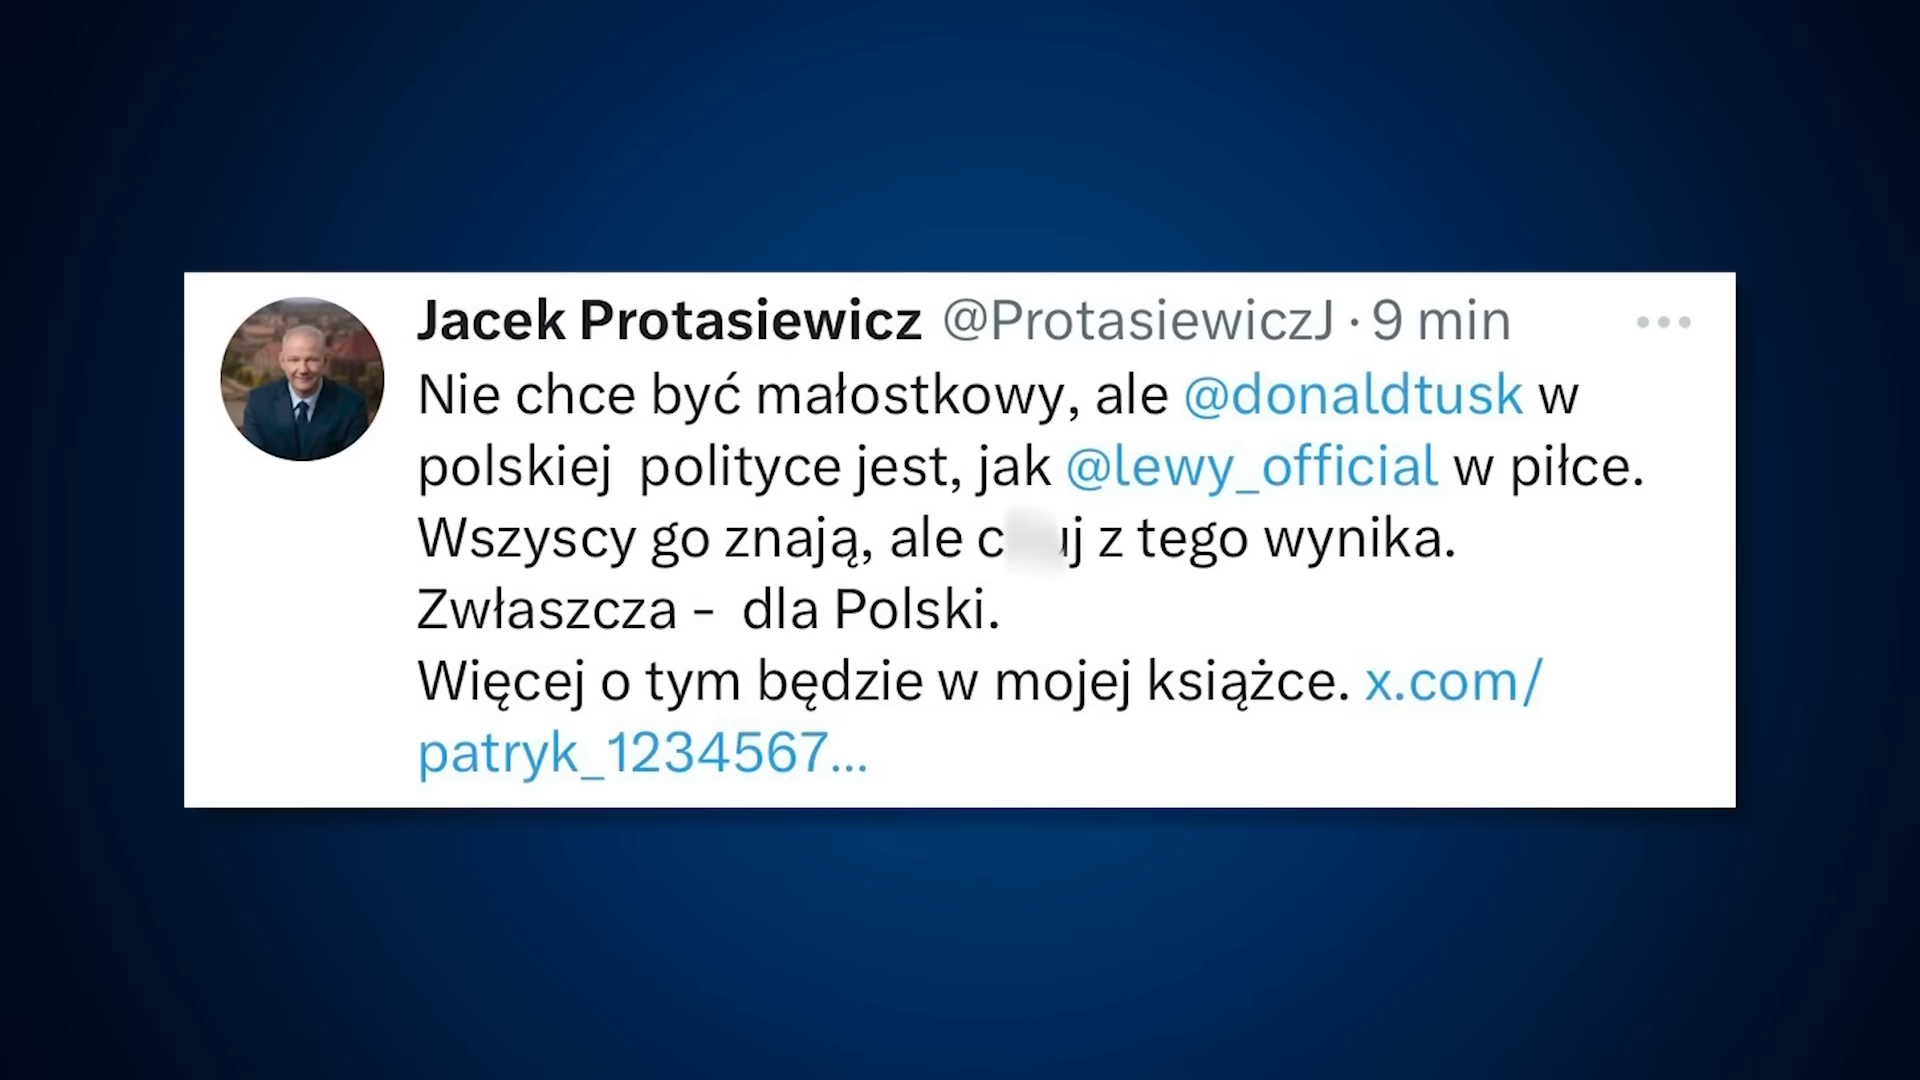 Jacek Protasiewicz @ProtasiewiczJ · 9 min
Nie chce być małostkowy, ale @donaldtusk w
polskiej polityce jest, jak @lewy_official w piłce.
Wszyscy go znają, ale z tego wynika.
Zwłaszcza - dla Polski.
Więcej o tym będzie w mojej książce. x.com/
patryk_1234567...